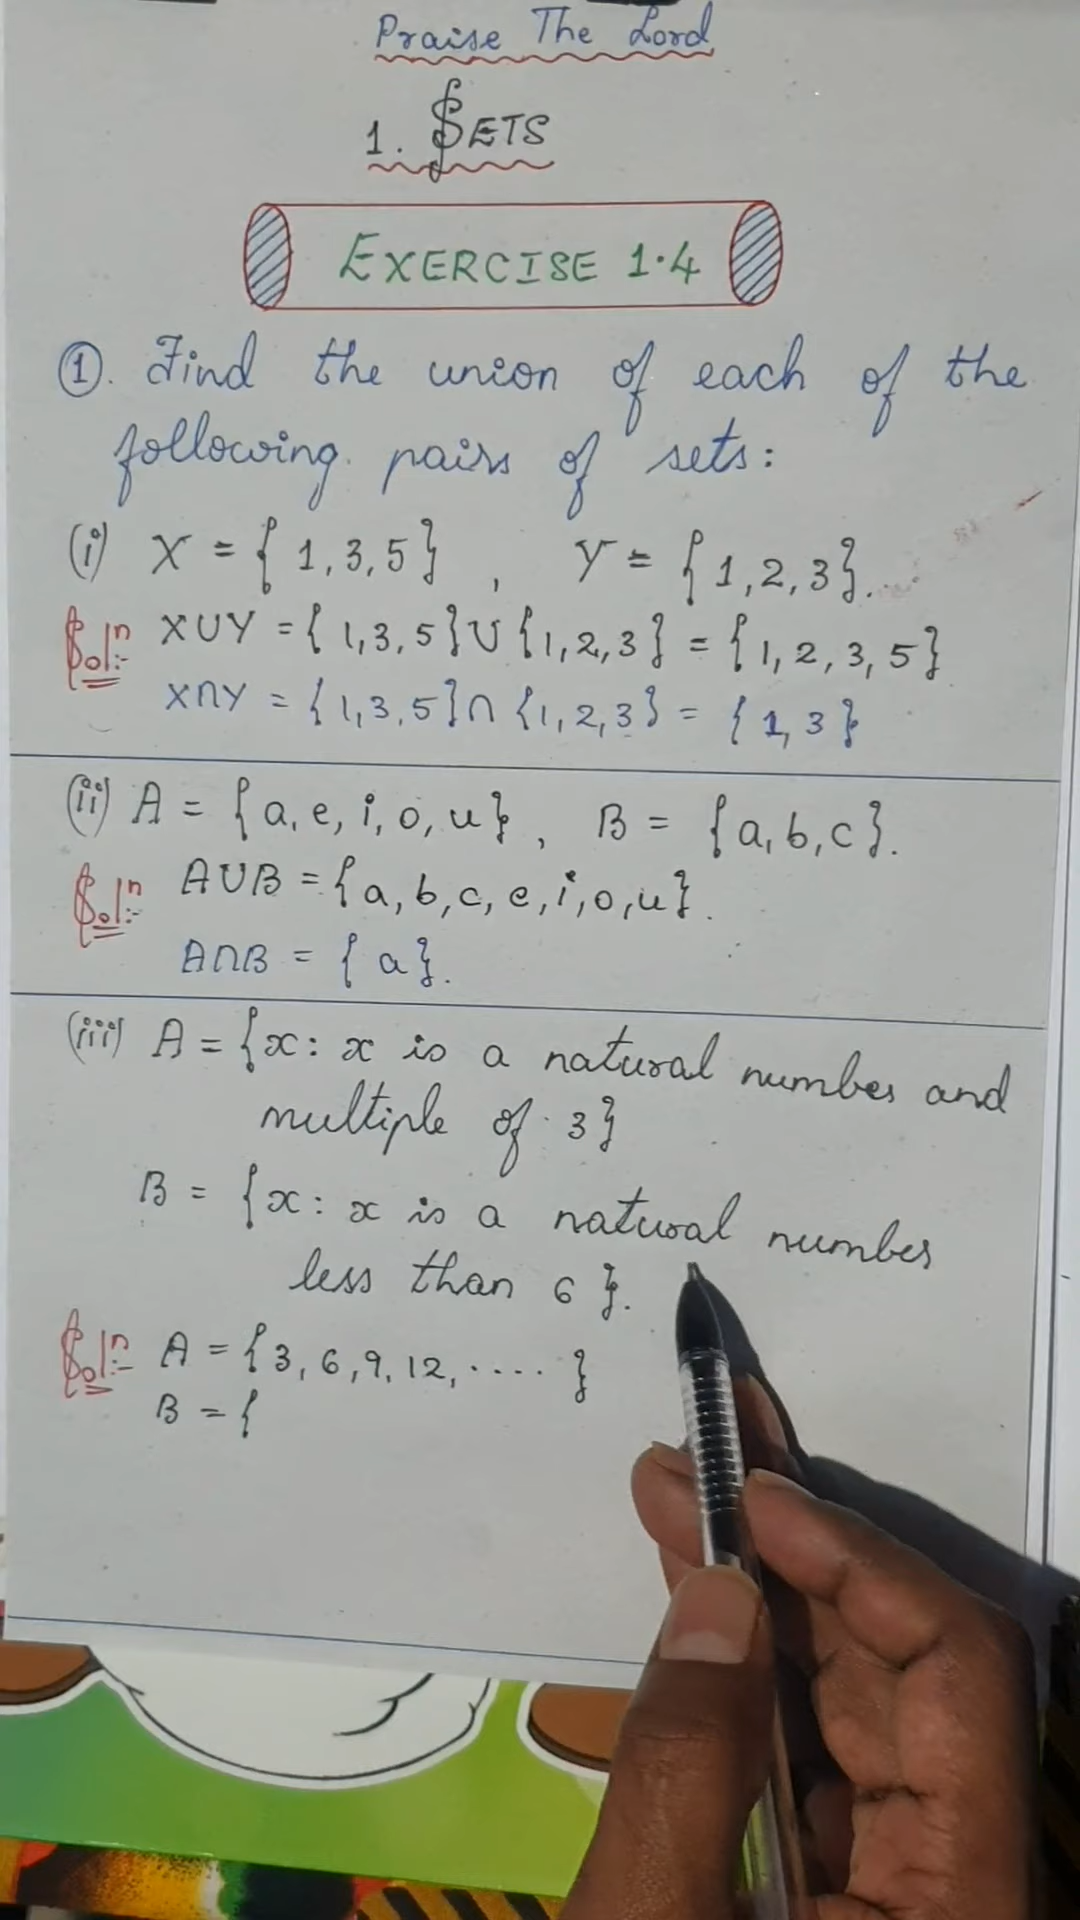 Praise The Lord
1. SETS
EXERCISE 1.4
①. Find the union of each of the
following pairs of sets:
(i) X = { 1, 3, 5 } , Y = { 1, 2, 3 }.
Solⁿ:- X∪Y = { 1, 3, 5 } ∪ { 1, 2, 3 } = { 1, 2, 3, 5 }
X∩Y = { 1, 3, 5 } ∩ { 1, 2, 3 } = { 1, 3 }
(ii) A = { a, e, i, o, u } , B = { a, b, c }.
Solⁿ:- A∪B = { a, b, c, e, i, o, u }.
A∩B = { a }.
(iii) A = { x : x is a natural number and
multiple of 3 }
B = { x : x is a natural number
less than 6 }.
Solⁿ:- A = { 3, 6, 9, 12, ..... }
B = {